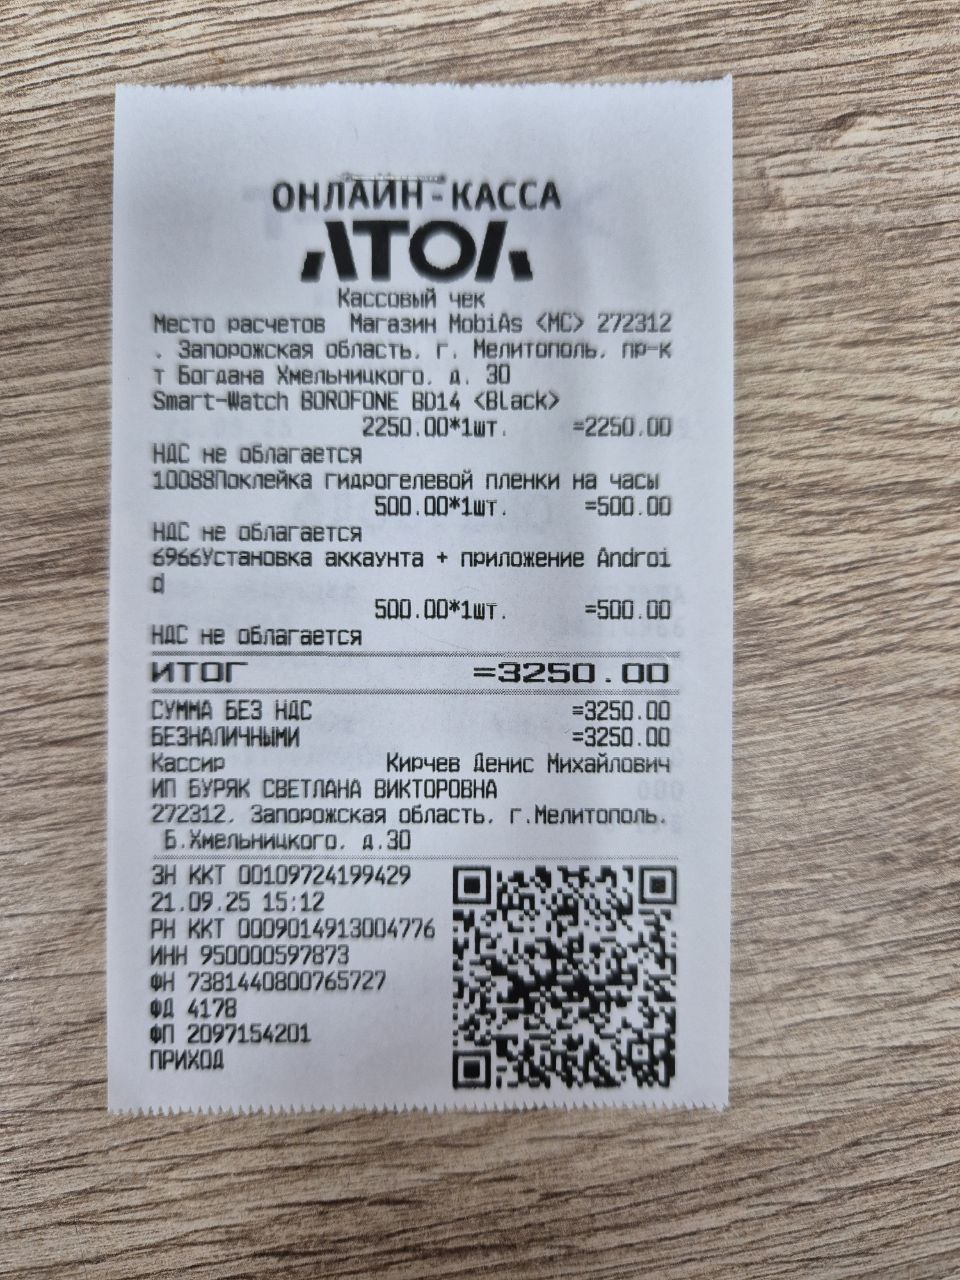 ОНЛАЙН-КАССА
АТОЛ
Кассовый чек
Место расчетов Магазин MobiAs <МС> 272312
. Запорожская область, г. Мелитополь, пр-к
т Богдана Хмельницкого, д. 30
Smart-Watch BOROFONE BD14 <Black>
2250.00*1шт. =2250.00
НДС не облагается
10088Поклейка гидрогелевой пленки на часы
500.00*1шт. =500.00
НДС не облагается
6966Установка аккаунта + приложение Androi
d
500.00*1шт. =500.00
НДС не облагается
ИТОГ =3250.00
СУММА БЕЗ НДС =3250.00
БЕЗНАЛИЧНЫМИ =3250.00
Кассир Кирчев Денис Михайлович
ИП БУРЯК СВЕТЛАНА ВИКТОРОВНА
272312, Запорожская область, г.Мелитополь,
Б.Хмельницкого, д.30
ЗН ККТ 00109724199429
21.09.25 15:12
РН ККТ 0009014913004776
ИНН 950000597873
ФН 7381440800765727
ФД 4178
ФП 2097154201
ПРИХОД